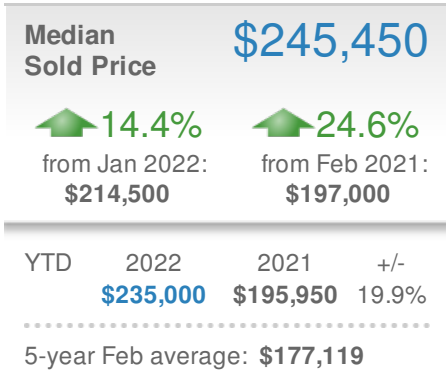 Median $245,450
Sold Price
14.4% 24.6%
from Jan 2022: from Feb 2021:
$214,500 $197,000
YTD 2022 2021 +/-
$235,000 $195,950 19.9%
5-year Feb average: $177,119